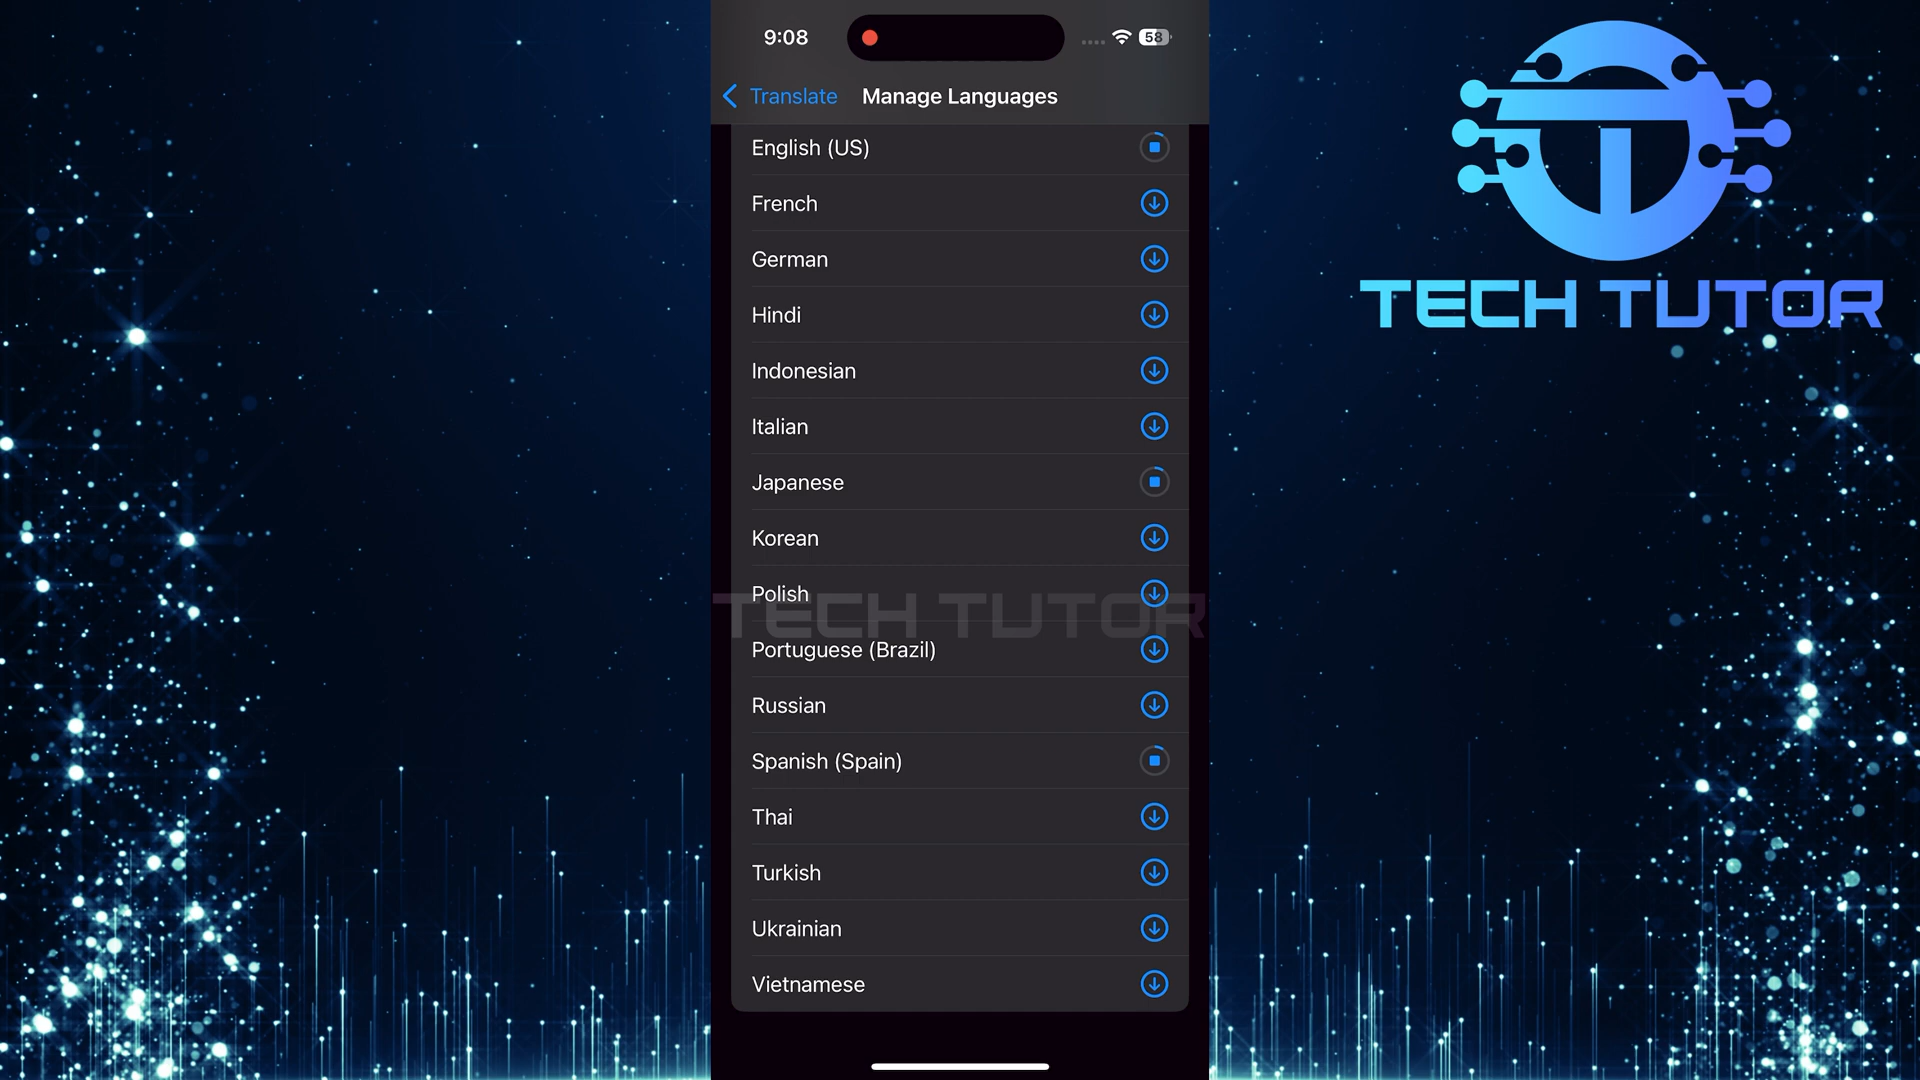 9:08
58
Translate
Manage Languages
English (US)
French
German
Hindi
Indonesian
Italian
Japanese
Korean
Polish
Portuguese (Brazil)
Russian
Spanish (Spain)
Thai
Turkish
Ukrainian
Vietnamese
TECH TUTOR
TECH TUTOR